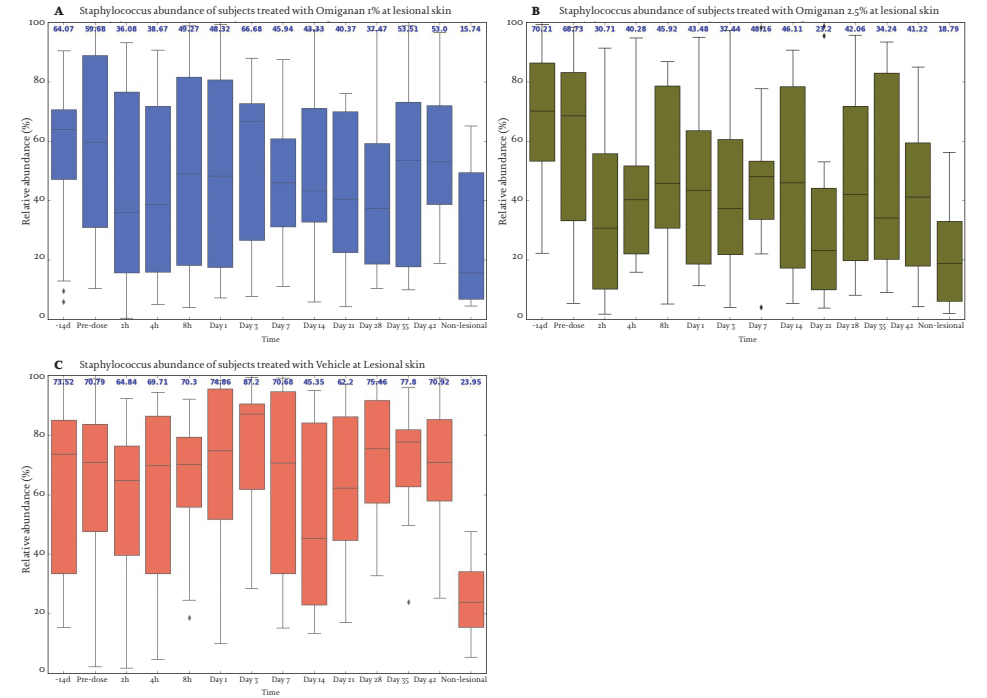 A Staphylococcus abundance of subjects treated with Omiganan 1% at lesional skin
64.07 59.68 36.08 38.67 49.27 48.32 66.68 45.94 43.33 40.37 37.47 53.51 53.0 15.74
100
80
60
40
20
0
Relative abundance (%)
-14d Pre-dose 2h 4h 8h Day 1 Day 3 Day 7 Day 14 Day 21 Day 28 Day 35 Day 42 Non-lesional
Time
B Staphylococcus abundance of subjects treated with Omiganan 2.5% at lesional skin
70.21 68.73 30.71 40.28 45.92 43.48 37.44 48.16 46.11 23.2 42.06 34.24 41.22 18.79
100
80
60
40
20
0
Relative abundance (%)
-14d Pre-dose 2h 4h 8h Day 1 Day 3 Day 7 Day 14 Day 21 Day 28 Day 35 Day 42 Non-lesional
Time
C Staphylococcus abundance of subjects treated with Vehicle at Lesional skin
73.52 70.79 64.84 69.71 70.3 74.86 87.2 70.68 45.35 62.2 75.46 77.8 70.92 23.95
100
80
60
40
20
0
Relative abundance (%)
-14d Pre-dose 2h 4h 8h Day 1 Day 3 Day 7 Day 14 Day 21 Day 28 Day 35 Day 42 Non-lesional
Time